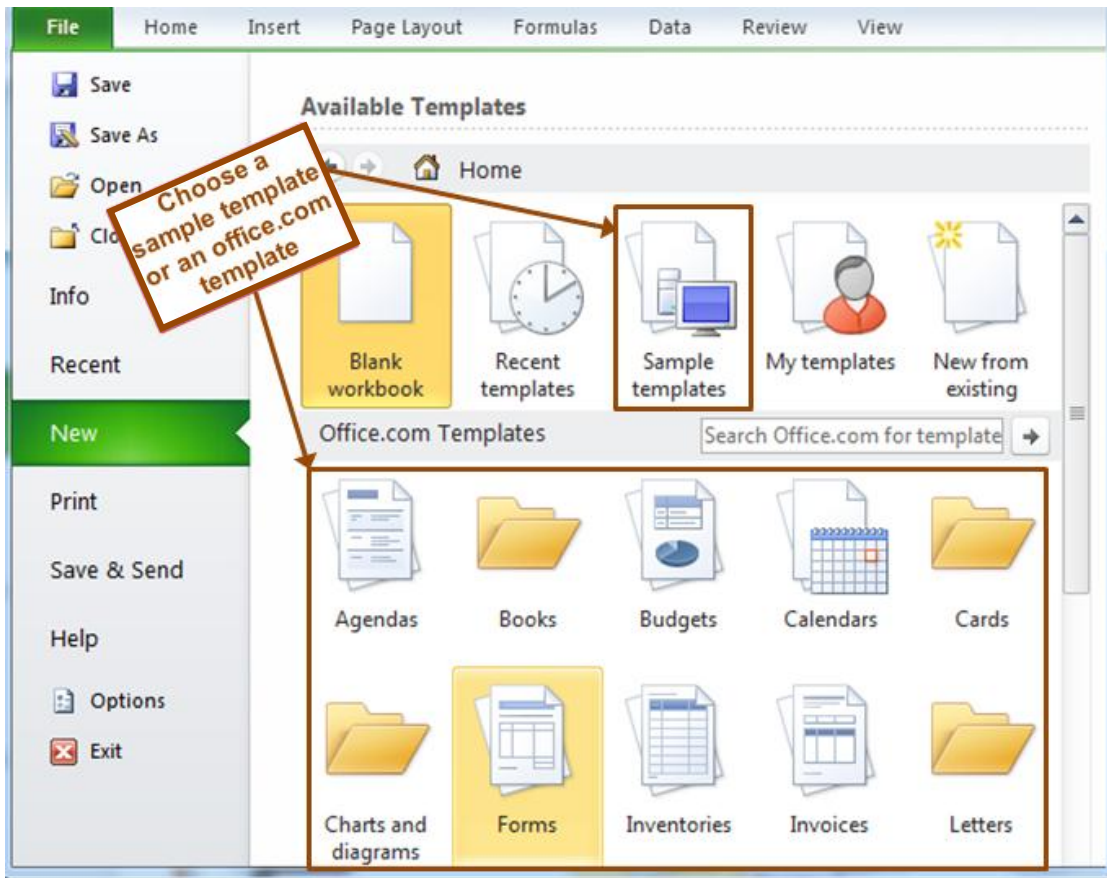 File Home Insert Page Layout Formulas Data Review View
Save
Save As
Open
Clo
Info
Recent
New
Print
Save & Send
Help
Options
Exit
Available Templates
Home
Choose a
sample template
or an office.com
template
Blank
workbook
Recent
templates
Sample
templates
My templates
New from
existing
Office.com Templates
Search Office.com for template
Agendas
Books
Budgets
Calendars
Cards
Charts and
diagrams
Forms
Inventories
Invoices
Letters